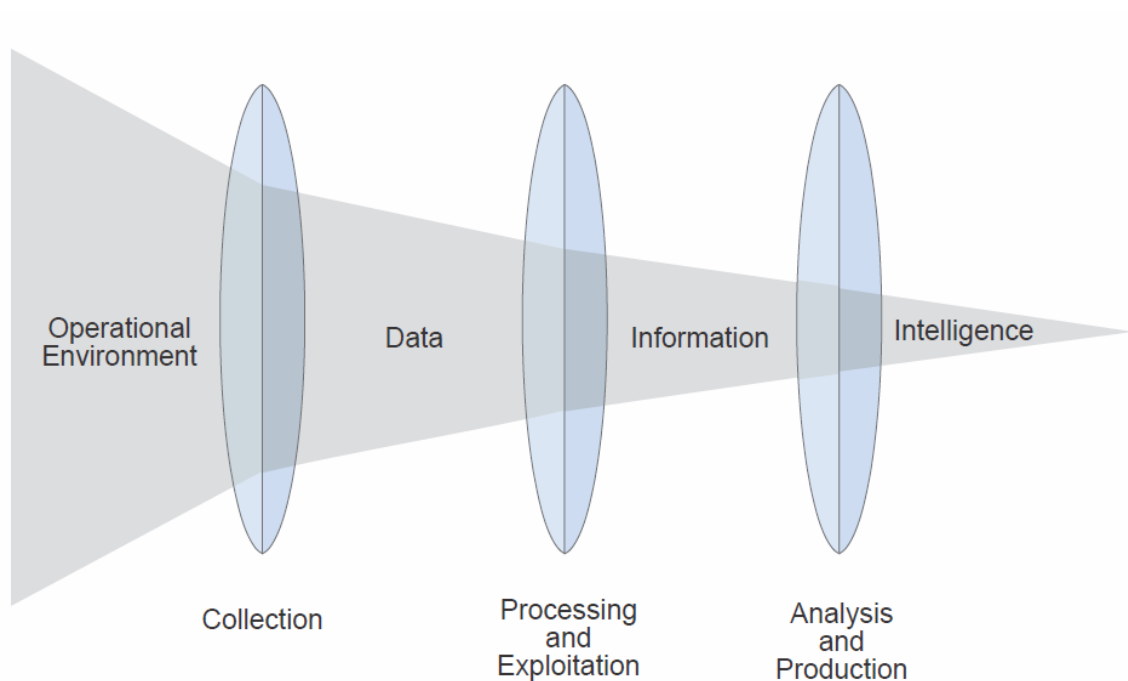 Operational
Environment
Data
Information
Intelligence
Collection
Processing
and
Exploitation
Analysis
and
Production